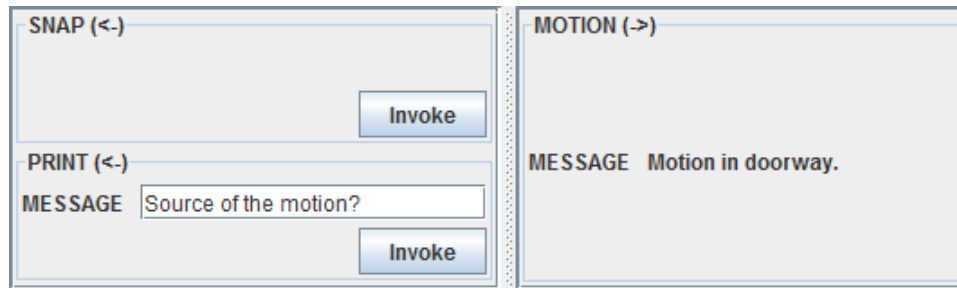 SNAP (<-)
Invoke
PRINT (<-)
MESSAGE Source of the motion?
Invoke
MOTION (->)
MESSAGE Motion in doorway.